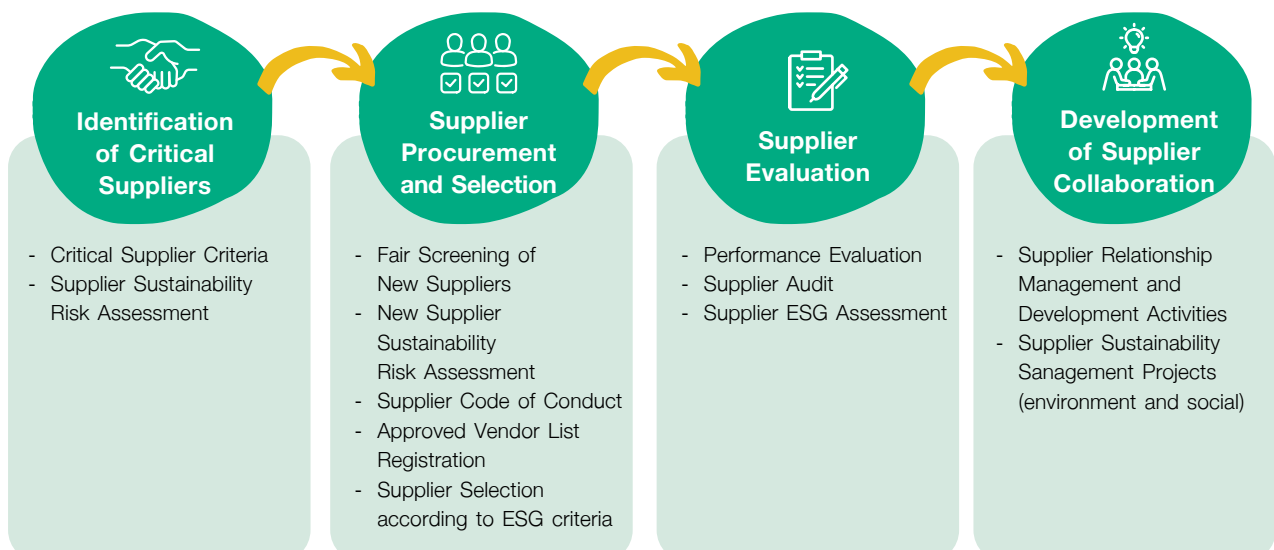 Identification
of Critical
Suppliers
- Critical Supplier Criteria
- Supplier Sustainability
Risk Assessment
Supplier
Procurement
and Selection
- Fair Screening of
New Suppliers
- New Supplier
Sustainability
Risk Assessment
- Supplier Code of Conduct
- Approved Vendor List
Registration
- Supplier Selection
according to ESG criteria
Supplier
Evaluation
- Performance Evaluation
- Supplier Audit
- Supplier ESG Assessment
Development
of Supplier
Collaboration
- Supplier Relationship
Management and
Development Activities
- Supplier Sustainability
Sanagement Projects
(environment and social)